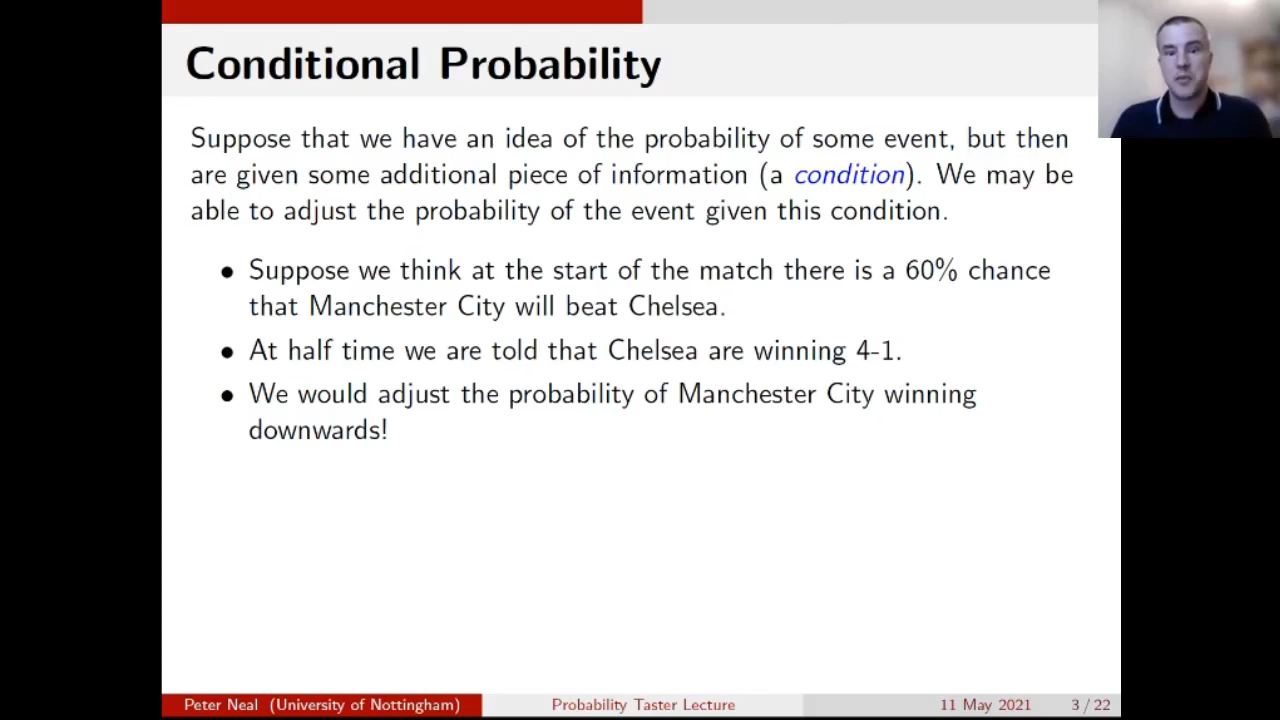 Conditional Probability
Suppose that we have an idea of the probability of some event, but then
are given some additional piece of information (a condition). We may be
able to adjust the probability of the event given this condition.
• Suppose we think at the start of the match there is a 60% chance
that Manchester City will beat Chelsea.
• At half time we are told that Chelsea are winning 4-1.
• We would adjust the probability of Manchester City winning
downwards!
Peter Neal (University of Nottingham) Probability Taster Lecture 11 May 2021 3 / 22